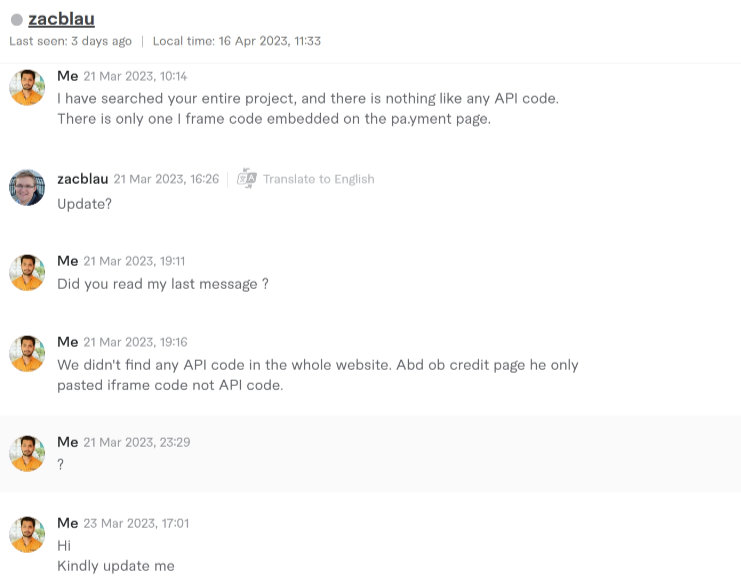 zacblau
Last seen: 3 days ago | Local time: 16 Apr 2023, 11:33
Me 21 Mar 2023, 10:14
I have searched your entire project, and there is nothing like any API code.
There is only one I frame code embedded on the pa.yment page.
zacblau 21 Mar 2023, 16:26 | Translate to English
Update?
Me 21 Mar 2023, 19:11
Did you read my last message ?
Me 21 Mar 2023, 19:16
We didn't find any API code in the whole website. Abd ob credit page he only
pasted iframe code not API code.
Me 21 Mar 2023, 23:29
?
Me 23 Mar 2023, 17:01
Hi
Kindly update me